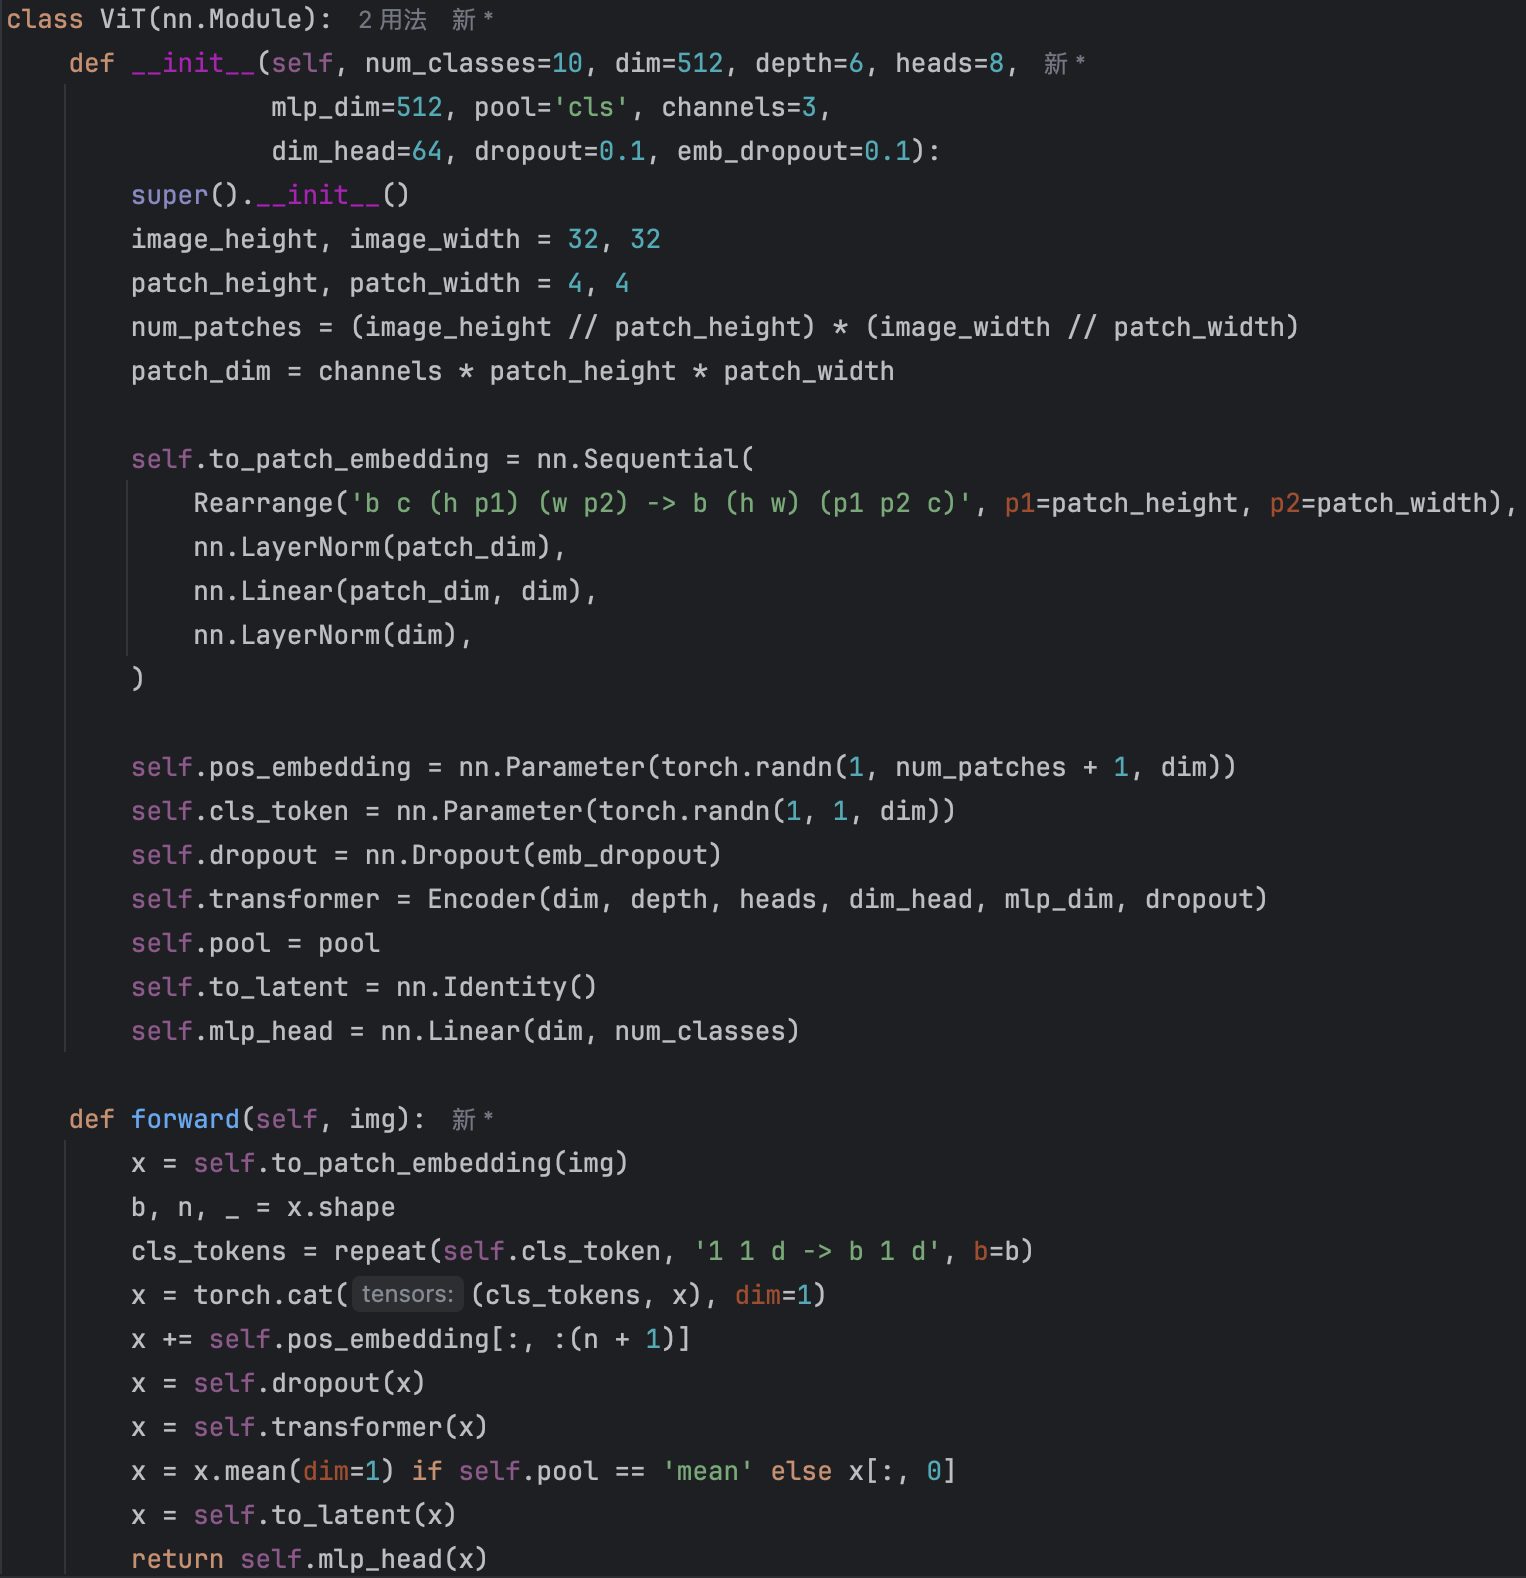 class ViT(nn.Module): 2 用法 新 *
    def __init__(self, num_classes=10, dim=512, depth=6, heads=8, 新 *
                 mlp_dim=512, pool='cls', channels=3,
                 dim_head=64, dropout=0.1, emb_dropout=0.1):
        super().__init__()
        image_height, image_width = 32, 32
        patch_height, patch_width = 4, 4
        num_patches = (image_height // patch_height) * (image_width // patch_width)
        patch_dim = channels * patch_height * patch_width

        self.to_patch_embedding = nn.Sequential(
            Rearrange('b c (h p1) (w p2) -> b (h w) (p1 p2 c)', p1=patch_height, p2=patch_width),
            nn.LayerNorm(patch_dim),
            nn.Linear(patch_dim, dim),
            nn.LayerNorm(dim),
        )

        self.pos_embedding = nn.Parameter(torch.randn(1, num_patches + 1, dim))
        self.cls_token = nn.Parameter(torch.randn(1, 1, dim))
        self.dropout = nn.Dropout(emb_dropout)
        self.transformer = Encoder(dim, depth, heads, dim_head, mlp_dim, dropout)
        self.pool = pool
        self.to_latent = nn.Identity()
        self.mlp_head = nn.Linear(dim, num_classes)

    def forward(self, img): 新 *
        x = self.to_patch_embedding(img)
        b, n, _ = x.shape
        cls_tokens = repeat(self.cls_token, '1 1 d -> b 1 d', b=b)
        x = torch.cat( tensors: (cls_tokens, x), dim=1)
        x += self.pos_embedding[:, :(n + 1)]
        x = self.dropout(x)
        x = self.transformer(x)
        x = x.mean(dim=1) if self.pool == 'mean' else x[:, 0]
        x = self.to_latent(x)
        return self.mlp_head(x)